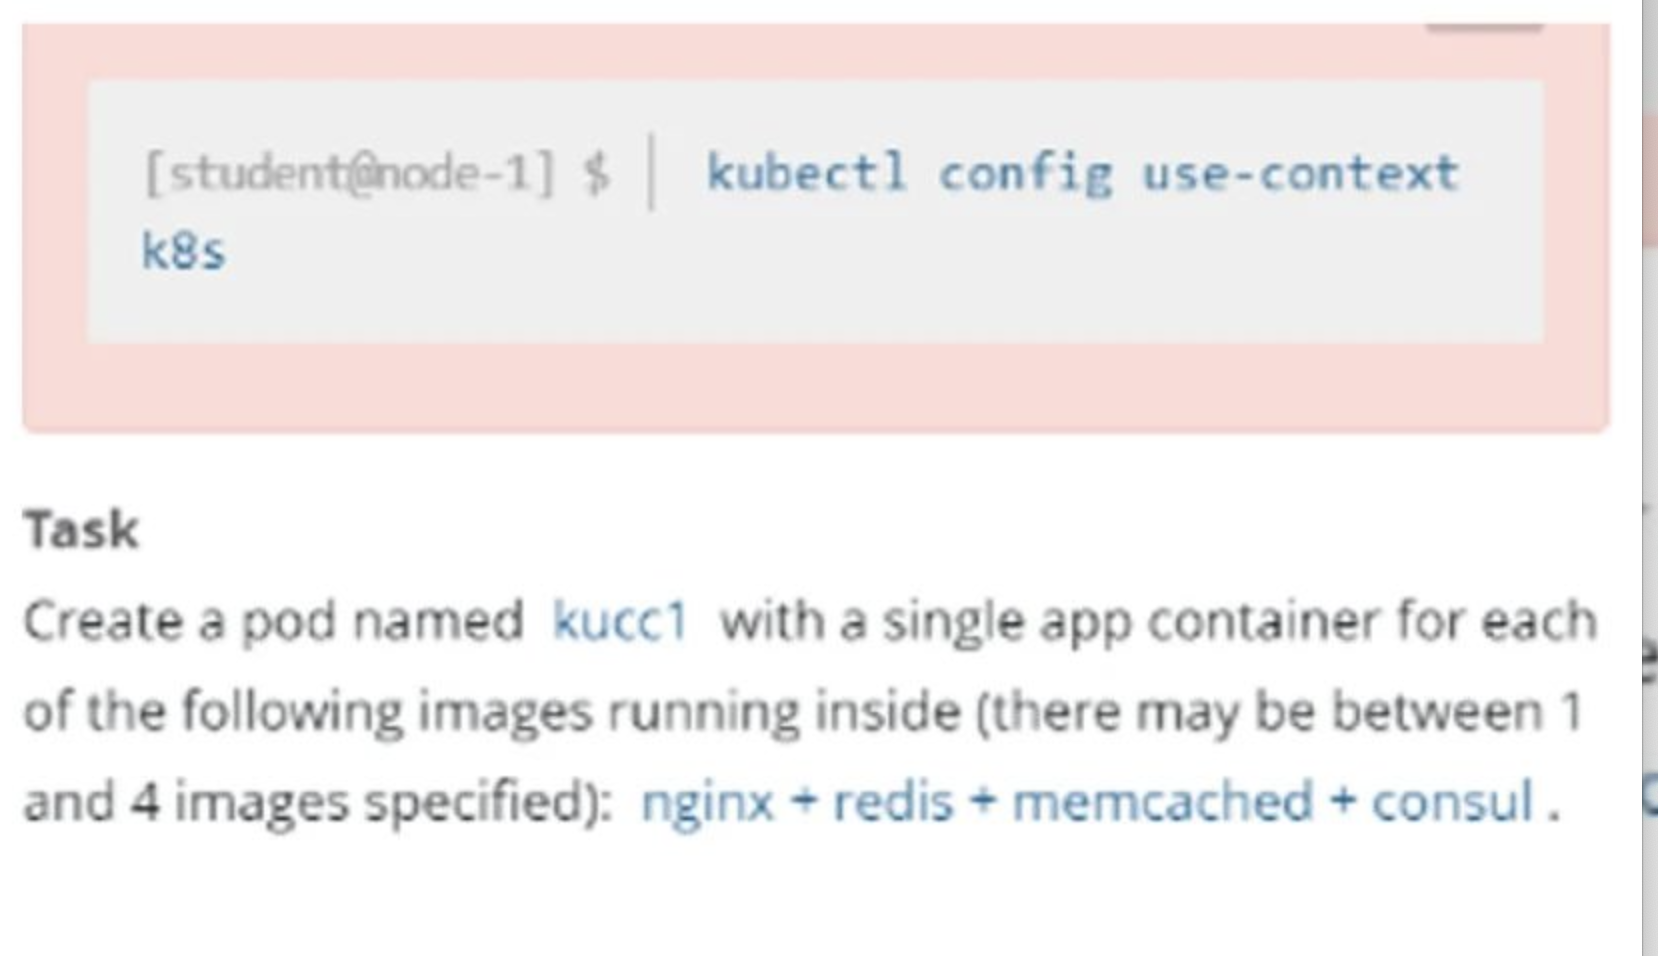 [student@node-1] $ | kubectl config use-context
k8s
Task
Create a pod named kucc1 with a single app container for each
of the following images running inside (there may be between 1
and 4 images specified): nginx + redis + memcached + consul .